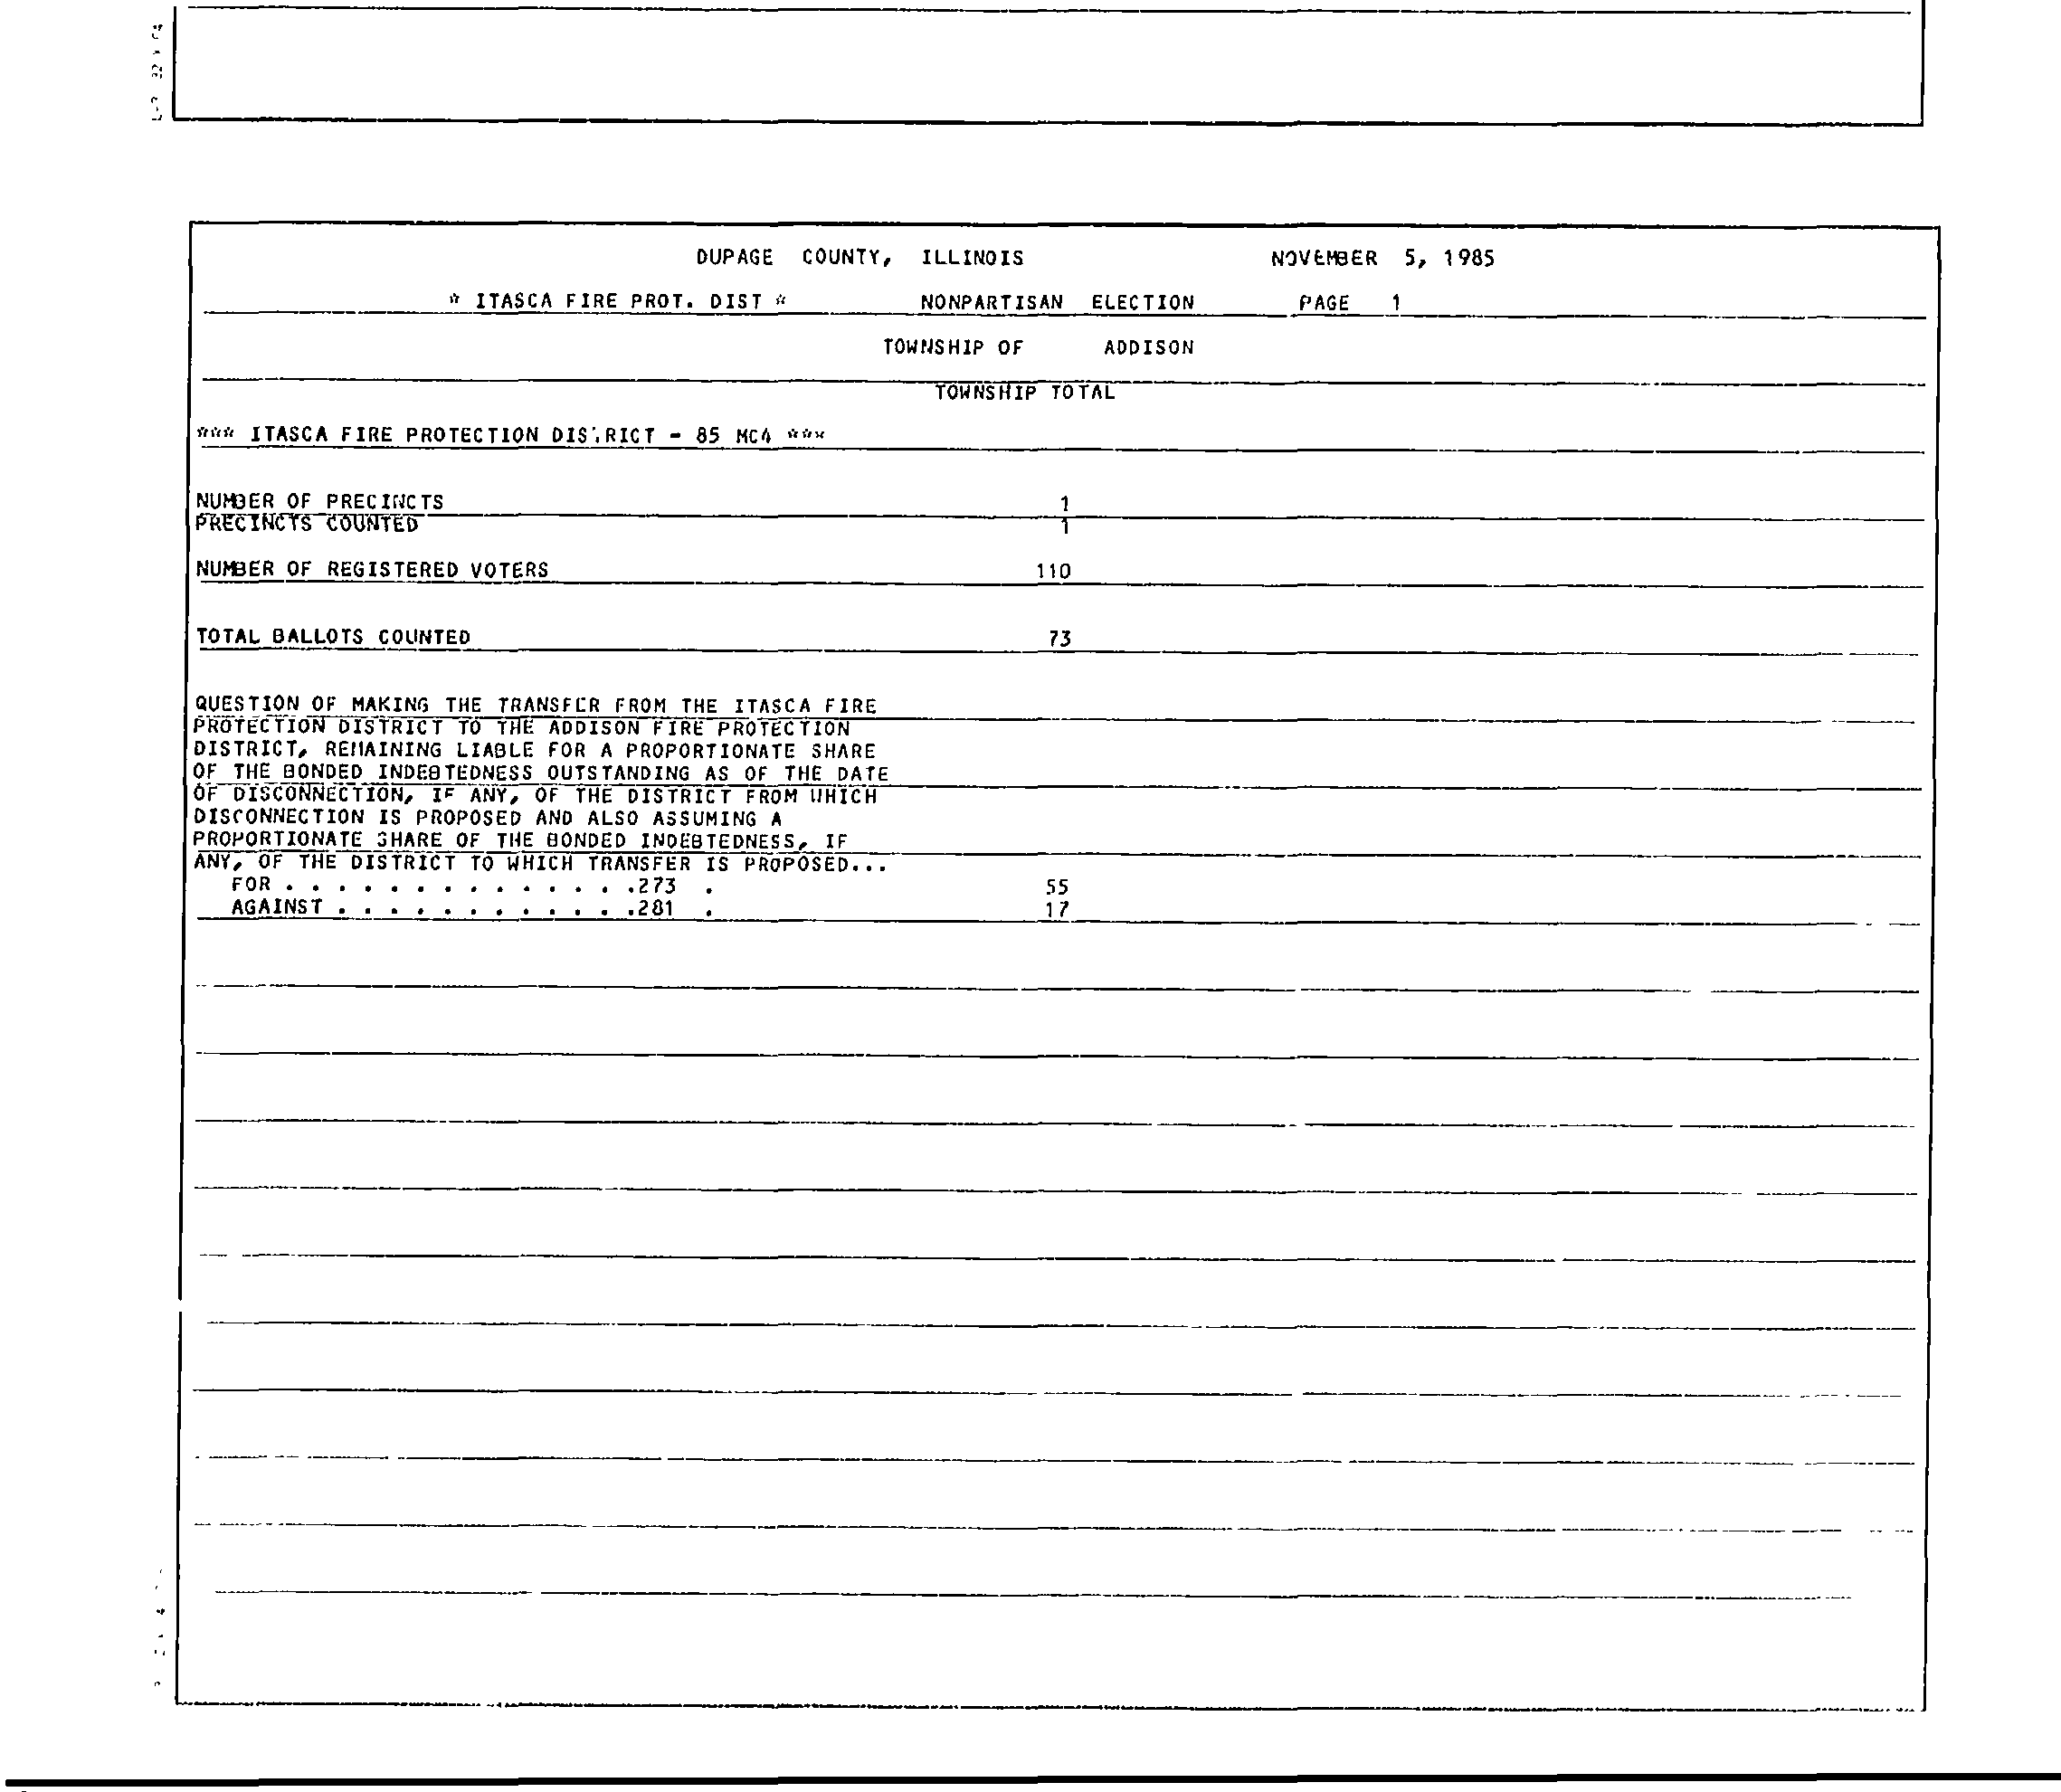 DUPAGE COUNTY, ILLINOIS NOVEMBER 5, 1985
* ITASCA FIRE PROT. DIST * NONPARTISAN ELECTION PAGE 1
TOWNSHIP OF ADDISON
TOWNSHIP TOTAL
*** ITASCA FIRE PROTECTION DISTRICT - 85 MC4 ***
NUMBER OF PRECINCTS 1
PRECINCTS COUNTED 1
NUMBER OF REGISTERED VOTERS 110
TOTAL BALLOTS COUNTED 73
QUESTION OF MAKING THE TRANSFER FROM THE ITASCA FIRE
PROTECTION DISTRICT TO THE ADDISON FIRE PROTECTION
DISTRICT, REMAINING LIABLE FOR A PROPORTIONATE SHARE
OF THE BONDED INDEBTEDNESS OUTSTANDING AS OF THE DATE
OF DISCONNECTION, IF ANY, OF THE DISTRICT FROM WHICH
DISCONNECTION IS PROPOSED AND ALSO ASSUMING A
PROPORTIONATE SHARE OF THE BONDED INDEBTEDNESS, IF
ANY, OF THE DISTRICT TO WHICH TRANSFER IS PROPOSED...
FOR . . . . . . . . . . . . . .273 . 55
AGAINST . . . . . . . . . . . .281 . 17